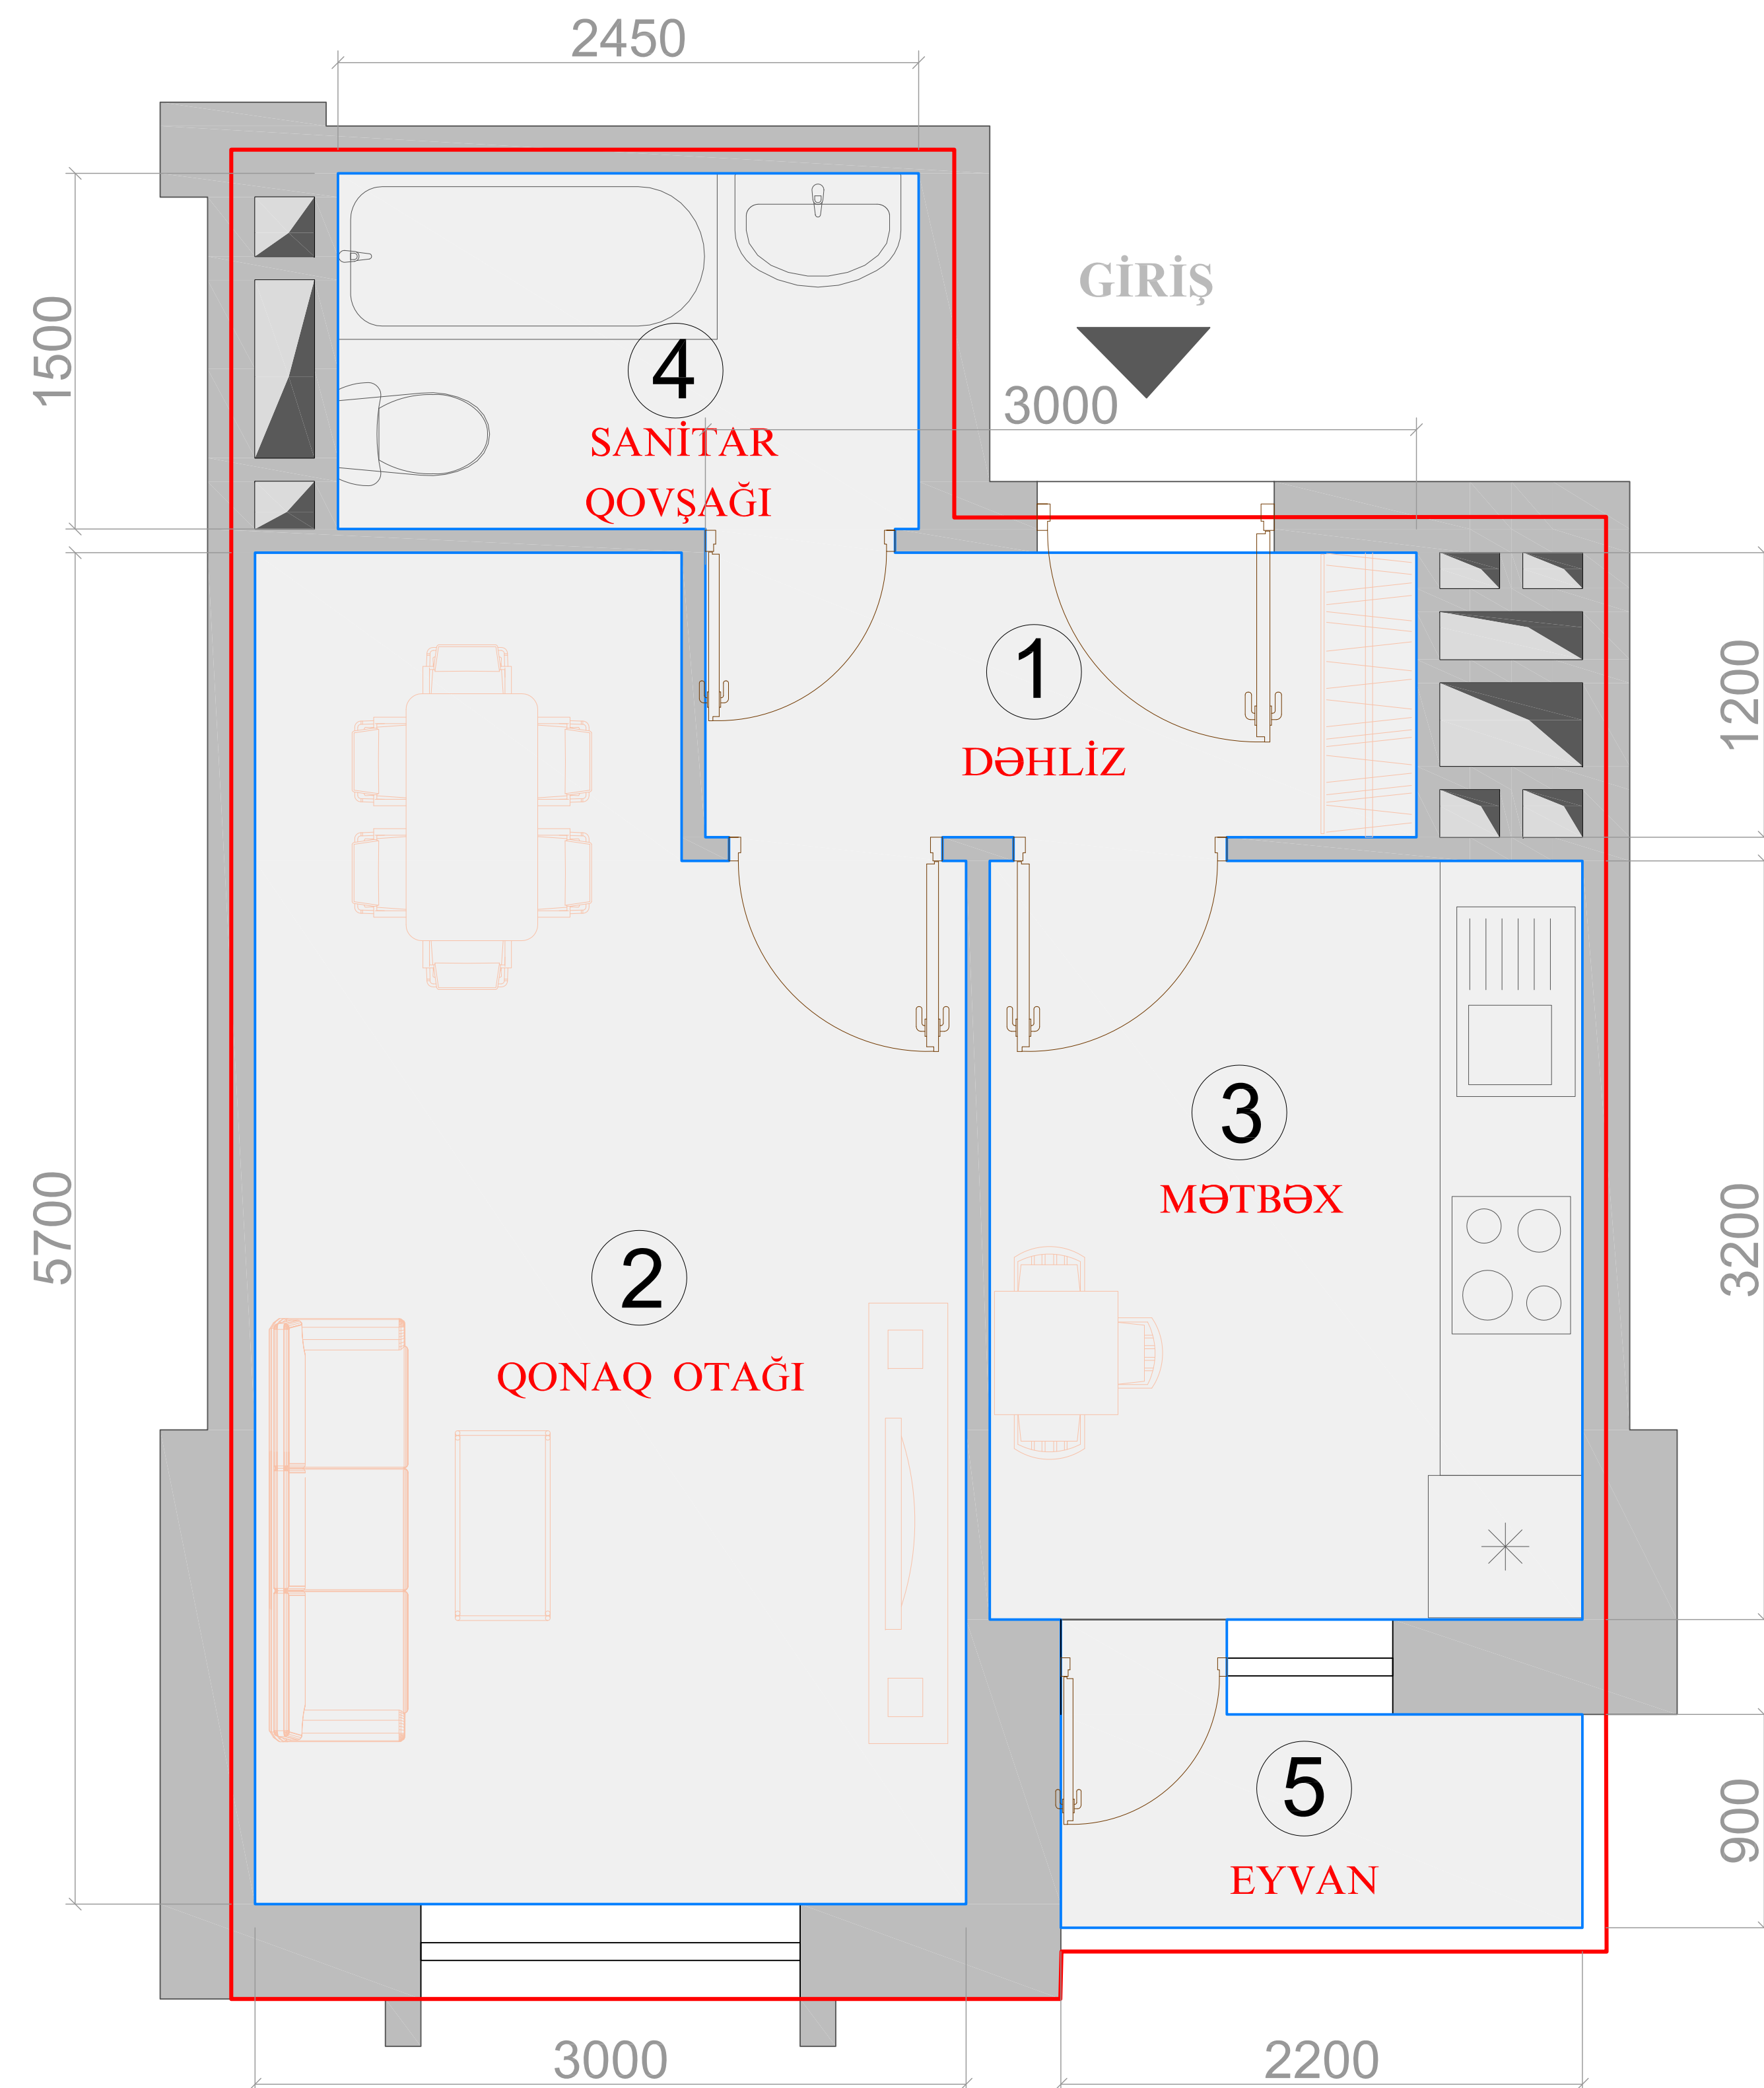 2450
GİRİŞ
1500
4
3000
SANİTAR
QOVŞAĞI
1
1200
DƏHLİZ
3
MƏTBƏX
5700
3200
2
QONAQ OTAĞI
5
900
EYVAN
3000
2200